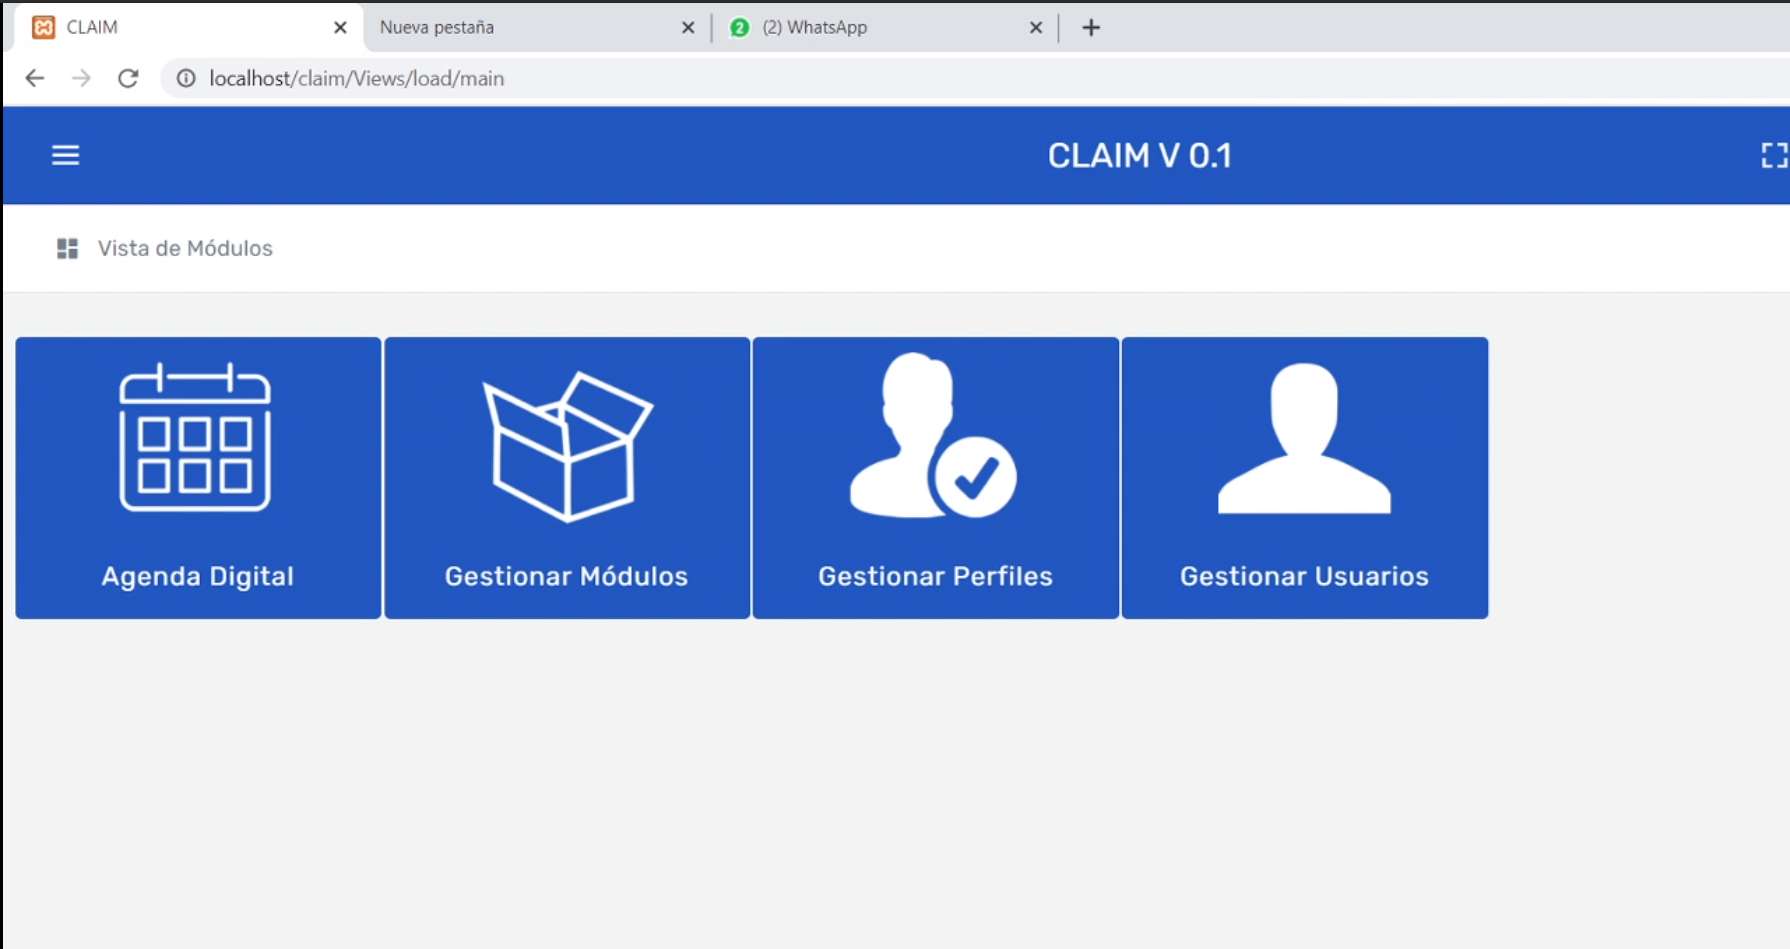 CLAIM
Nueva pestaña
2 (2) WhatsApp
localhost/claim/Views/load/main
CLAIM V 0.1
Vista de Módulos
Agenda Digital
Gestionar Módulos
Gestionar Perfiles
Gestionar Usuarios